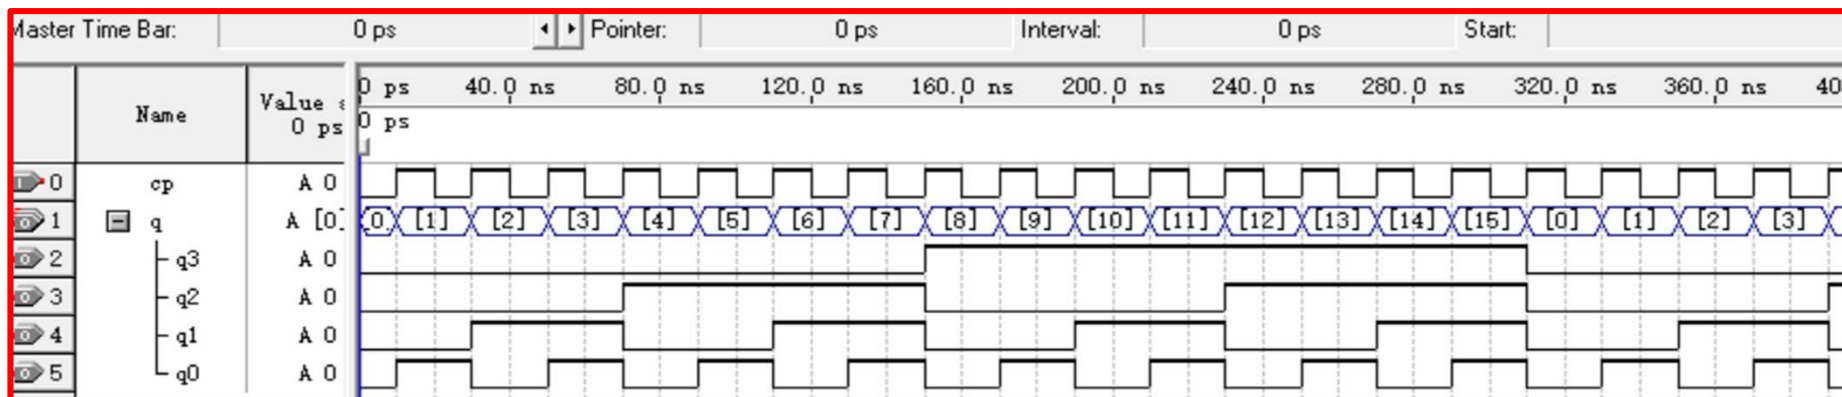 Master Time Bar: 0 ps Pointer: 0 ps Interval: 0 ps Start:
Name Value a 0 ps
0 ps 40.0 ns 80.0 ns 120.0 ns 160.0 ns 200.0 ns 240.0 ns 280.0 ns 320.0 ns 360.0 ns 40
0 ps
0 cp A 0
1 q A [0] 0 [1] [2] [3] [4] [5] [6] [7] [8] [9] [10] [11] [12] [13] [14] [15] [0] [1] [2] [3]
2 q3 A 0
3 q2 A 0
4 q1 A 0
5 q0 A 0